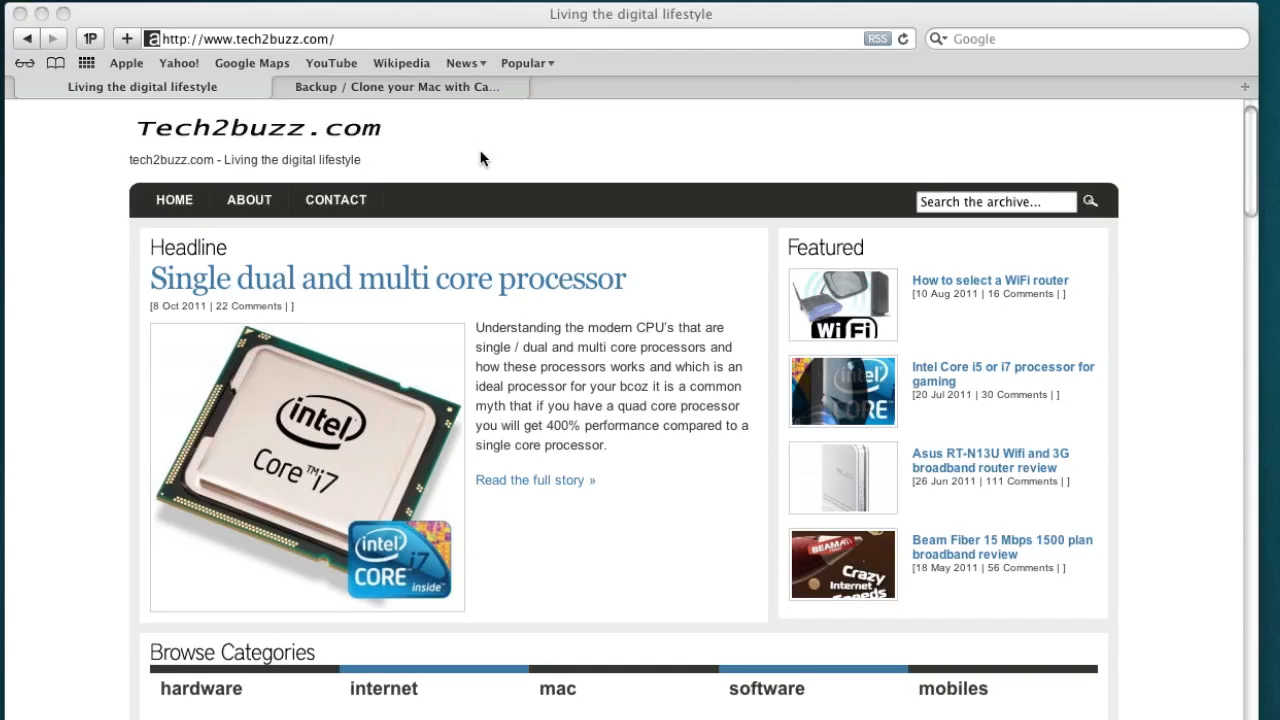 Living the digital lifestyle
1P
+
a http://www.tech2buzz.com/
RSS
Google
Apple
Yahoo!
Google Maps
YouTube
Wikipedia
News
Popular
Living the digital lifestyle
Backup / Clone your Mac with Ca...
+
Tech2buzz.com
tech2buzz.com - Living the digital lifestyle
HOME
ABOUT
CONTACT
Search the archive...
Headline
Single dual and multi core processor
[8 Oct 2011 | 22 Comments | ]
intel
Core™i7
intel
i7
CORE
inside™
Understanding the modern CPU's that are
single / dual and multi core processors and
how these processors works and which is an
ideal processor for your bcoz it is a common
myth that if you have a quad core processor
you will get 400% performance compared to a
single core processor.
Read the full story »
Featured
Wi Fi
How to select a WiFi router
[10 Aug 2011 | 16 Comments | ]
intel
CORE
Intel Core i5 or i7 processor for
gaming
[20 Jul 2011 | 30 Comments | ]
Asus RT-N13U Wifi and 3G
broadband router review
[26 Jun 2011 | 111 Comments | ]
BEAM
Crazy
Internet
Speeds
Beam Fiber 15 Mbps 1500 plan
broadband review
[18 May 2011 | 56 Comments | ]
Browse Categories
hardware
internet
mac
software
mobiles